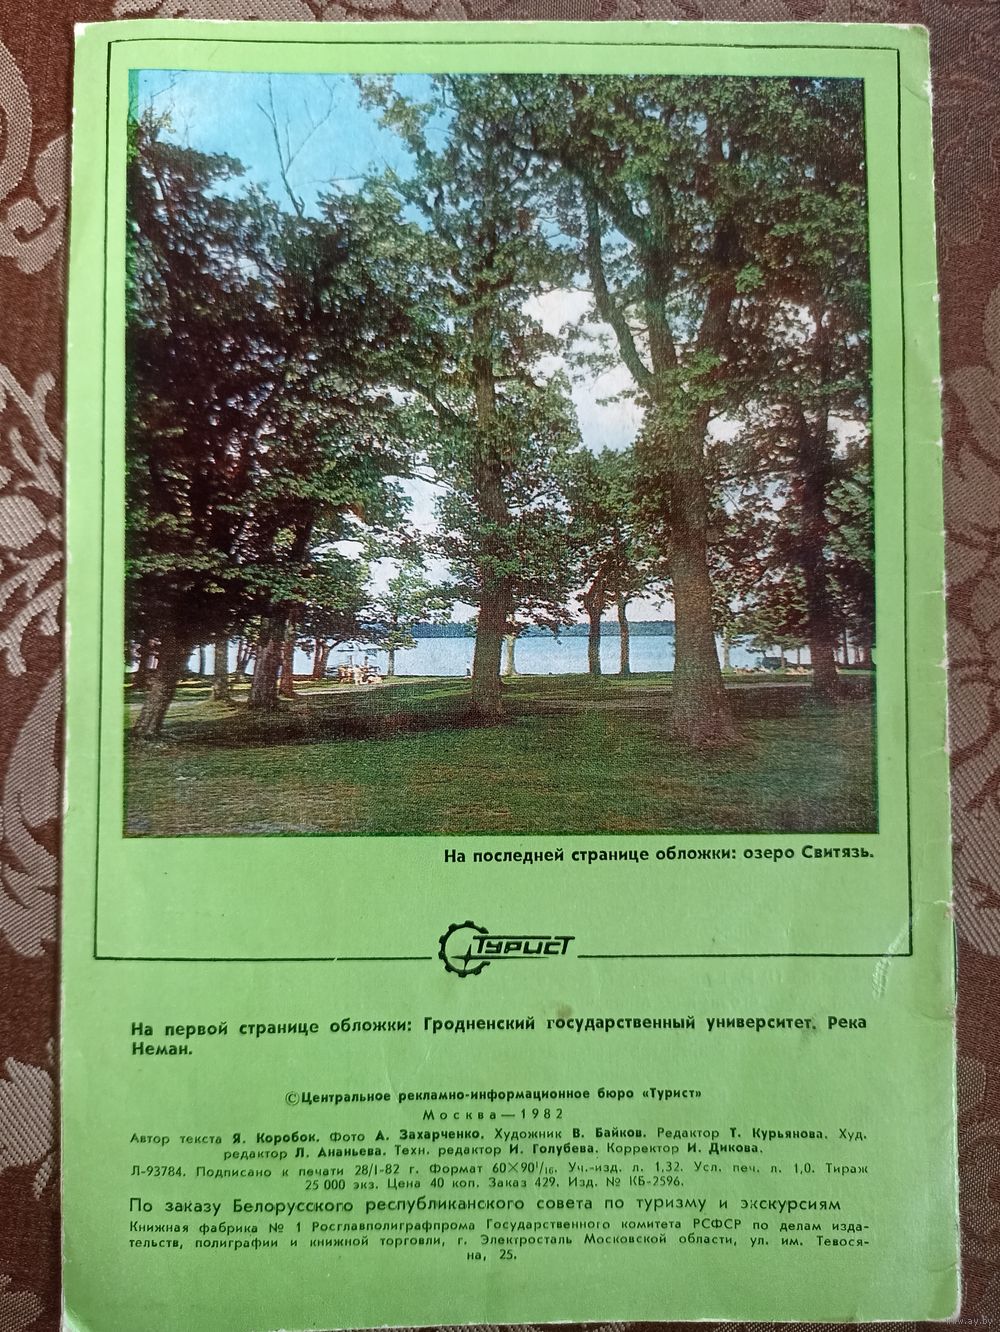 На последней странице обложки: озеро Свитязь.
ТУРИСТ
На первой странице обложки: Гродненский государственный университет. Река
Неман.
©Центральное рекламно-информационное бюро «Турист»
Москва—1982
Автор текста Я. Коробок. Фото А. Захарченко. Художник В. Байков. Редактор Т. Курьянова. Худ.
редактор Л. Ананьева. Техн. редактор И. Голубева. Корректор И. Дикова.
Л-93784. Подписано к печати 28/I-82 г. Формат 60×90¹/₁₆. Уч.-изд. л. 1,32. Усл. печ. л. 1,0. Тираж
25 000 экз. Цена 40 коп. Заказ 429. Изд. № КБ-2596.
По заказу Белорусского республиканского совета по туризму и экскурсиям
Книжная фабрика № 1 Росглавполиграфпрома Государственного комитета РСФСР по делам изда-
тельств, полиграфии и книжной торговли, г. Электросталь Московской области, ул. им. Тевося-
на, 25.
www.ay.by